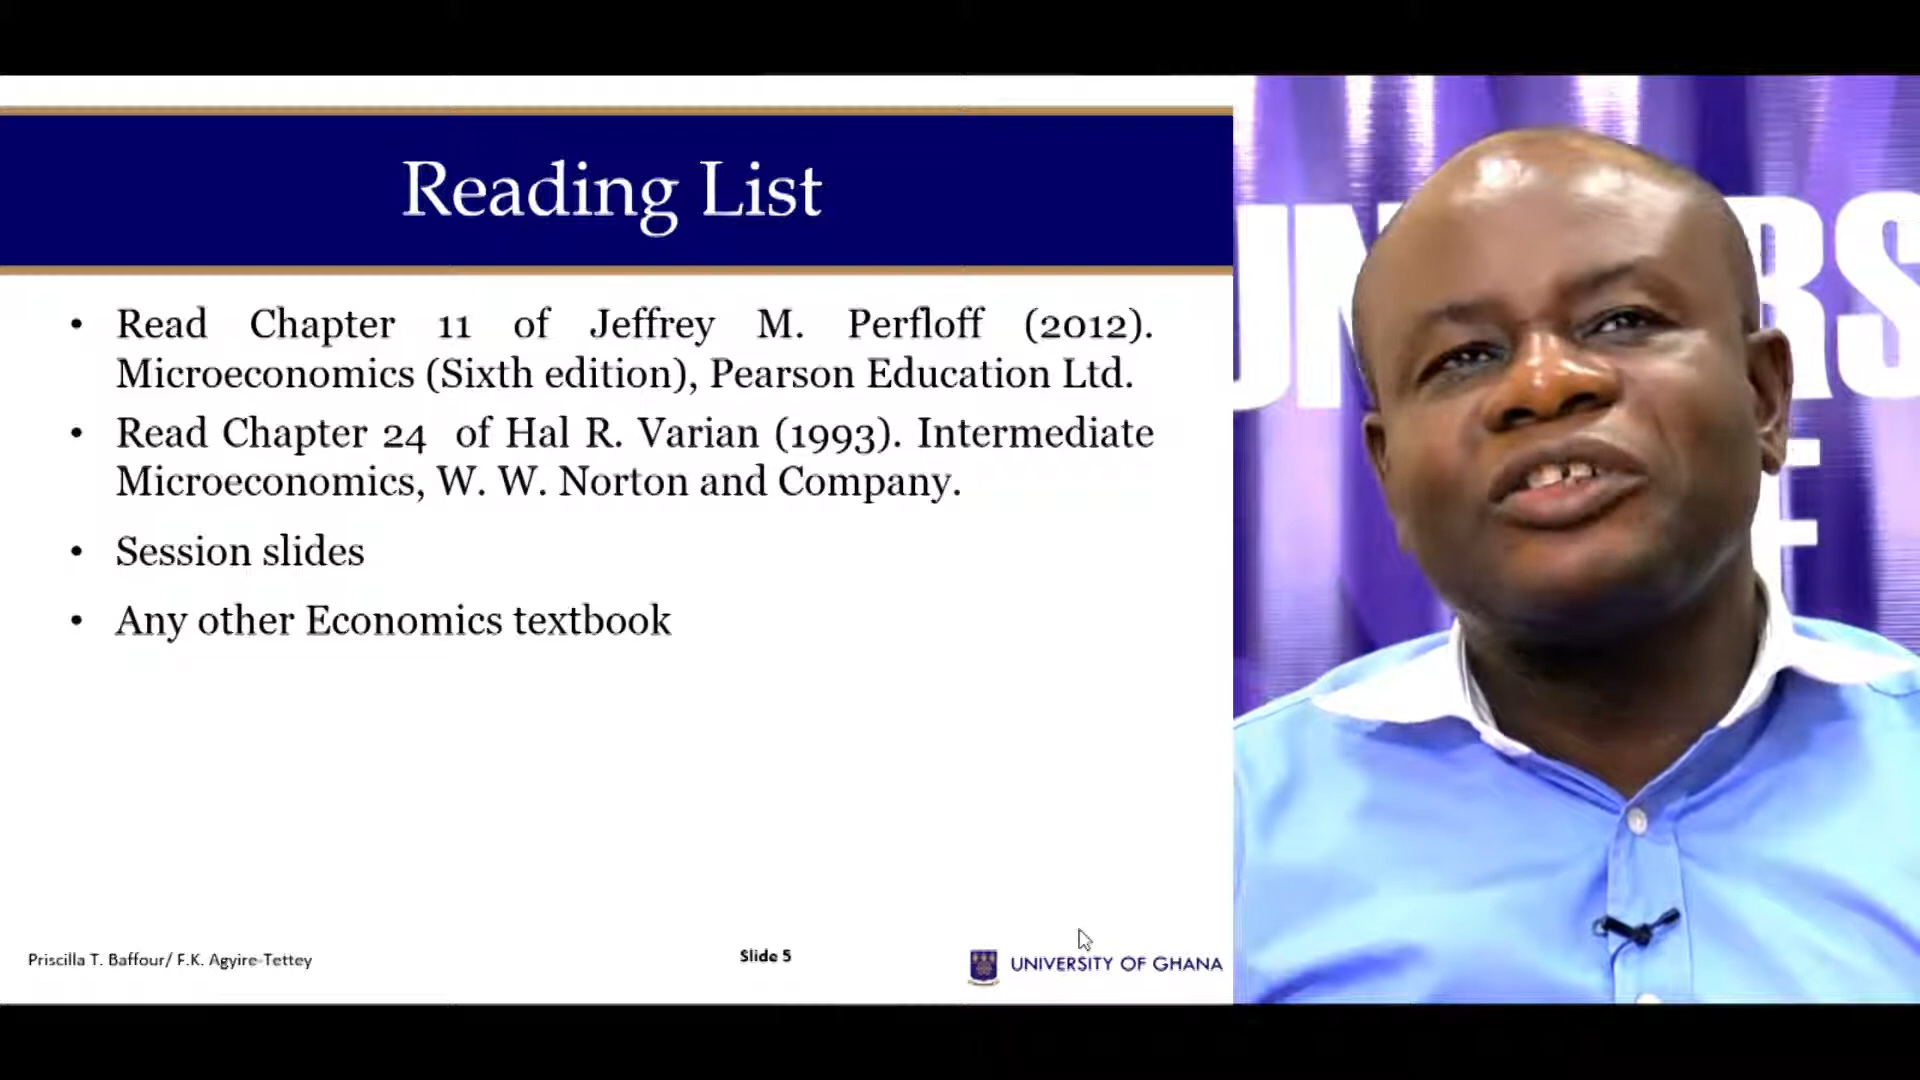 Reading List
• Read Chapter 11 of Jeffrey M. Perfloff (2012).
Microeconomics (Sixth edition), Pearson Education Ltd.
• Read Chapter 24 of Hal R. Varian (1993). Intermediate
Microeconomics, W. W. Norton and Company.
• Session slides
• Any other Economics textbook
Priscilla T. Baffour/ F.K. Agyire-Tettey
Slide 5
UNIVERSITY OF GHANA